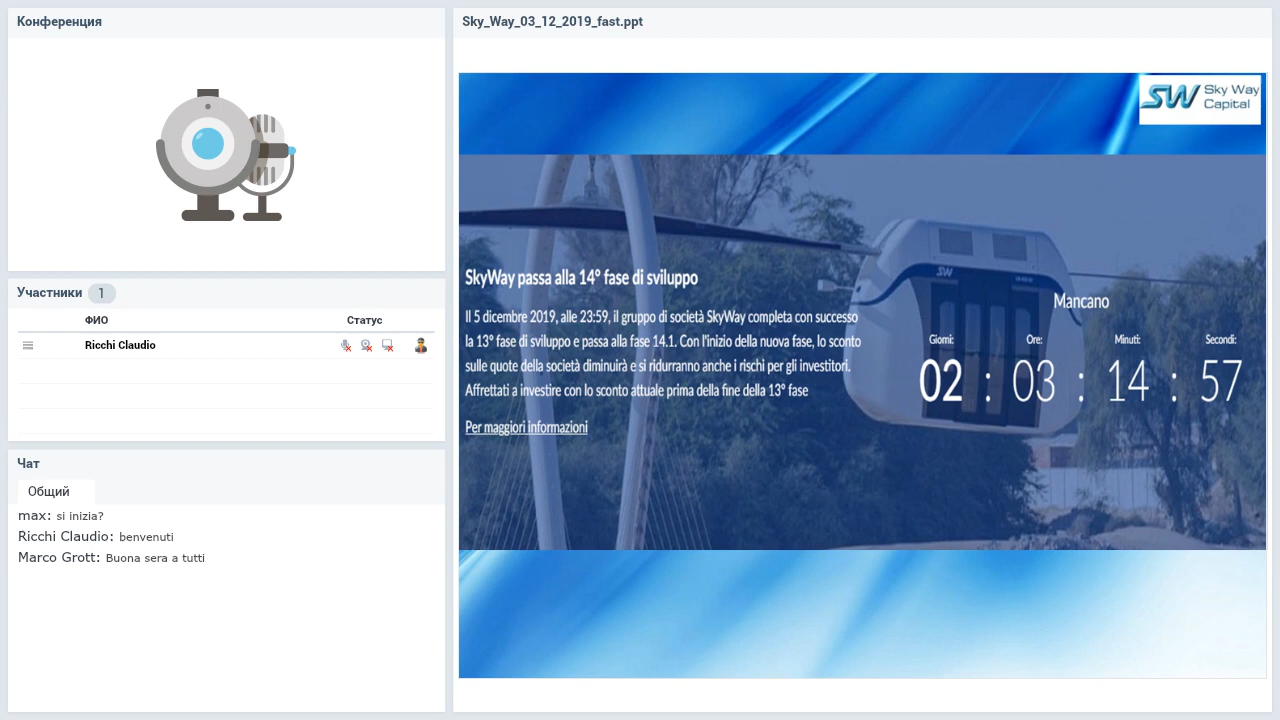 Конференция
Участники 1
ФИО Статус
Ricchi Claudio
Чат
Общий
max: si inizia?
Ricchi Claudio: benvenuti
Marco Grott: Buona sera a tutti
Sky_Way_03_12_2019_fast.ppt
SW Sky Way
Capital
SW
SkyWay passa alla 14° fase di sviluppo
Il 5 dicembre 2019, alle 23:59, il gruppo di società SkyWay completa con successo
la 13° fase di sviluppo e passa alla fase 14.1. Con l'inizio della nuova fase, lo sconto
sulle quote della società diminuirà e si ridurranno anche i rischi per gli investitori.
Affrettati a investire con lo sconto attuale prima della fine della 13° fase
Per maggiori informazioni
Mancano
Giorni: Ore: Minuti: Secondi:
02 : 03 : 14 : 57